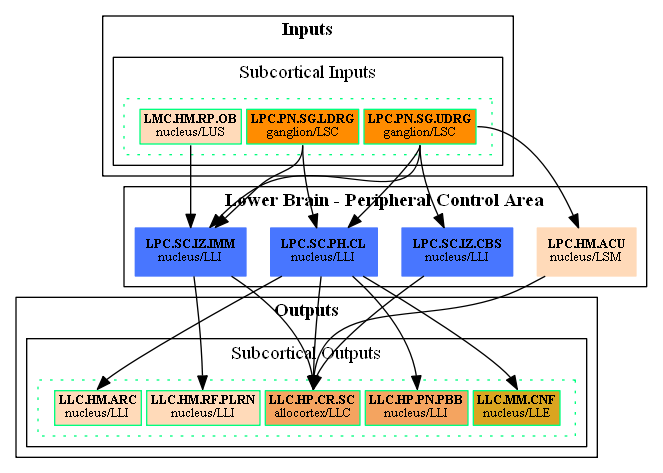 Inputs
Subcortical Inputs
LMC.HM.RP.OB
nucleus/LUS
LPC.PN.SG.LDRG
ganglion/LSC
LPC.PN.SG.UDRG
ganglion/LSC
Lower Brain - Peripheral Control Area
LPC.SC.IZ.IMM
nucleus/LLI
LPC.SC.PH.CL
nucleus/LLI
LPC.SC.IZ.CBS
nucleus/LLI
LPC.HM.ACU
nucleus/LSM
Outputs
Subcortical Outputs
LLC.HM.ARC
nucleus/LLI
LLC.HM.RF.PLRN
nucleus/LLI
LLC.HP.CR.SC
allocortex/LLC
LLC.HP.PN.PBB
nucleus/LLI
LLC.MM.CNF
nucleus/LLE